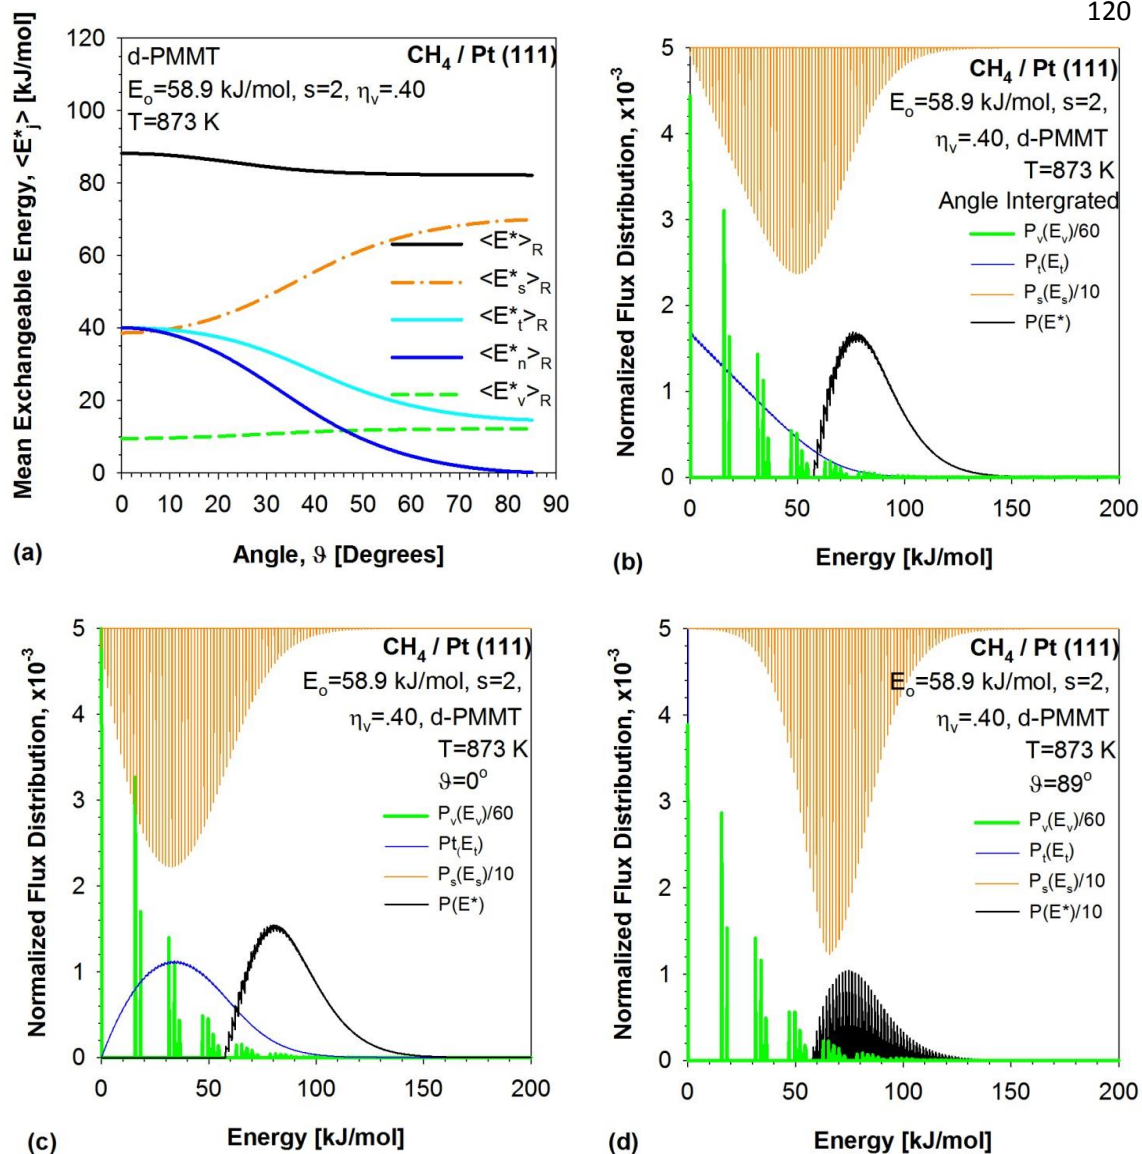 120
Mean Exchangeable Energy, <E*j> [kJ/mol]
120
100
80
60
40
20
0
d-PMMT
CH4 / Pt (111)
Eo=58.9 kJ/mol, s=2, ηv=.40
T=873 K
<E*>R
<E*s>R
<E*t>R
<E*n>R
<E*v>R
0 10 20 30 40 50 60 70 80 90
Angle, ϑ [Degrees]
(a)
Normalized Flux Distribution, x10-3
5
4
3
2
1
0
CH4 / Pt (111)
Eo=58.9 kJ/mol, s=2,
ηv=.40, d-PMMT
T=873 K
Angle Intergrated
Pv(Ev)/60
Pt(Et)
Ps(Es)/10
P(E*)
0 50 100 150 200
Energy [kJ/mol]
(b)
Normalized Flux Distribution, x10-3
5
4
3
2
1
0
CH4 / Pt (111)
Eo=58.9 kJ/mol, s=2,
ηv=.40, d-PMMT
T=873 K
ϑ=0o
Pv(Ev)/60
Pt(Et)
Ps(Es)/10
P(E*)
0 50 100 150 200
Energy [kJ/mol]
(c)
Normalized Flux Distribution, x10-3
5
4
3
2
1
0
CH4 / Pt (111)
Eo=58.9 kJ/mol, s=2,
ηv=.40, d-PMMT
T=873 K
ϑ=89o
Pv(Ev)/60
Pt(Et)
Ps(Es)/10
P(E*)/10
0 50 100 150 200
Energy [kJ/mol]
(d)